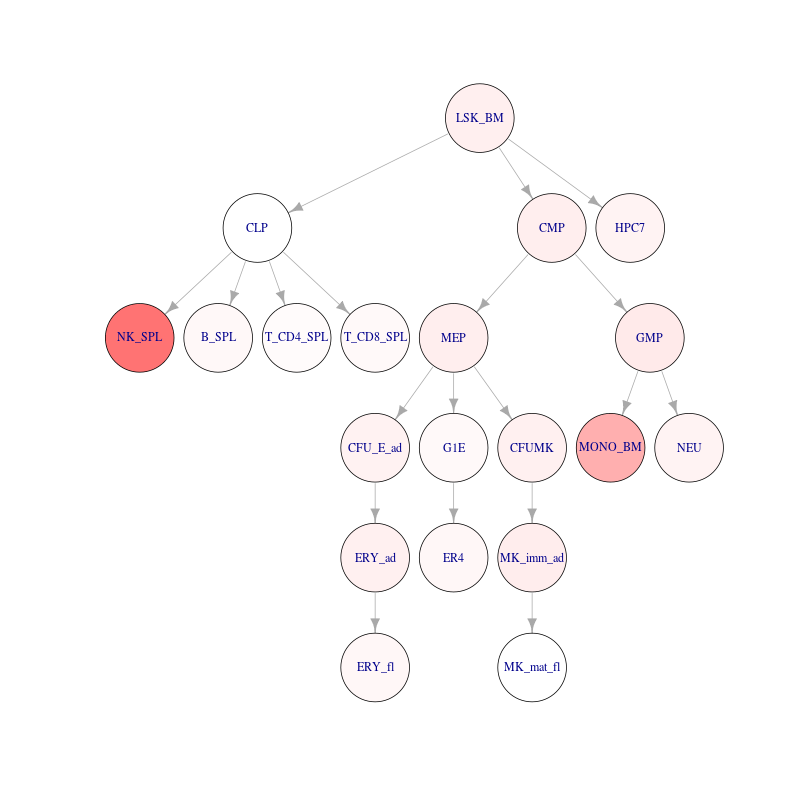 LSK_BM
CLP
CMP
HPC7
NK_SPL
B_SPL
T_CD4_SPL
T_CD8_SPL
MEP
GMP
CFU_E_ad
G1E
CFUMK
MONO_BM
NEU
ERY_ad
ER4
MK_imm_ad
ERY_fl
MK_mat_fl